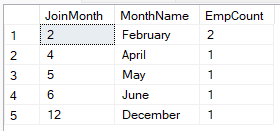 JoinMonth MonthName EmpCount
1 2 February 2
2 4 April 1
3 5 May 1
4 6 June 1
5 12 December 1